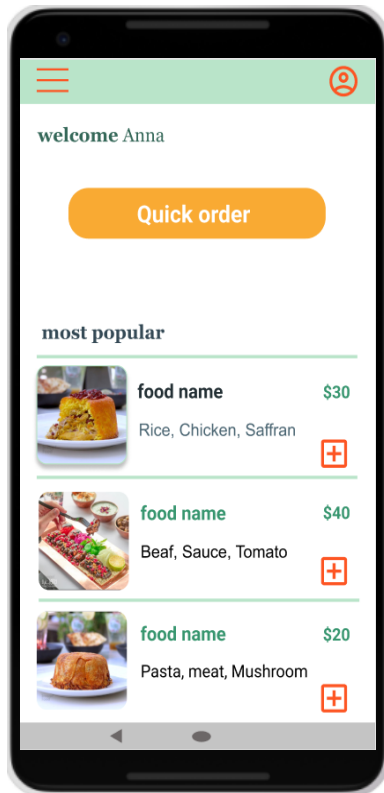 welcome Anna
Quick order
most popular
food name $30
Rice, Chicken, Saffran
food name $40
Beaf, Sauce, Tomato
food name $20
Pasta, meat, Mushroom